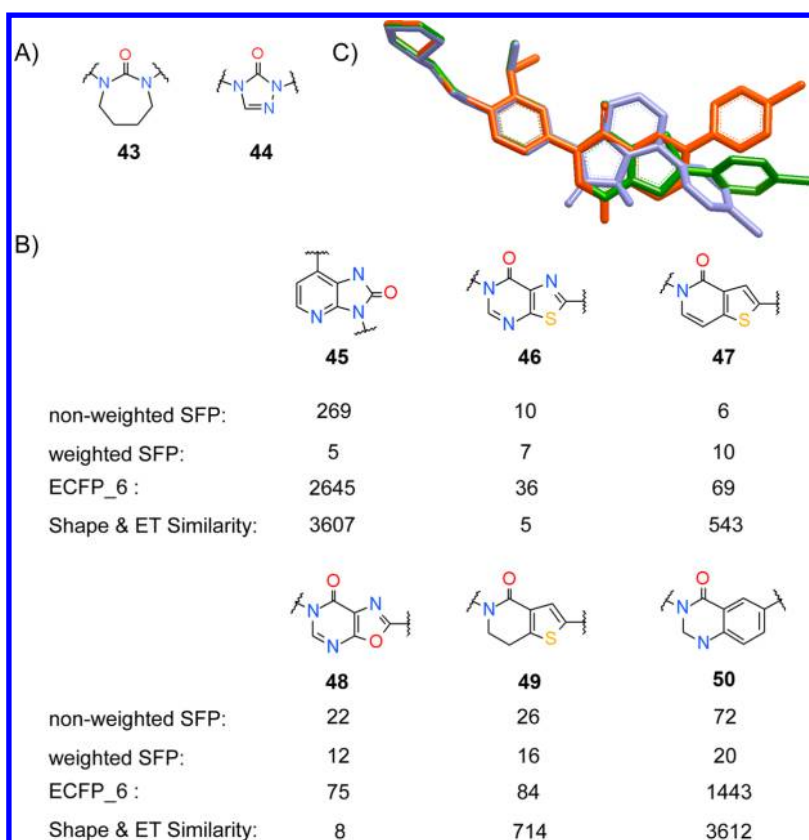 A)
C)
O
N N
O
N N
N
43 44
B)
N
O
N N
O
N N
N S
O
N
S
45 46 47
non-weighted SFP: 269 10 6
weighted SFP: 5 7 10
ECFP_6 : 2645 36 69
Shape & ET Similarity: 3607 5 543
O
N N
N O
O
N
S
O
N
N
48 49 50
non-weighted SFP: 22 26 72
weighted SFP: 12 16 20
ECFP_6 : 75 84 1443
Shape & ET Similarity: 8 714 3612